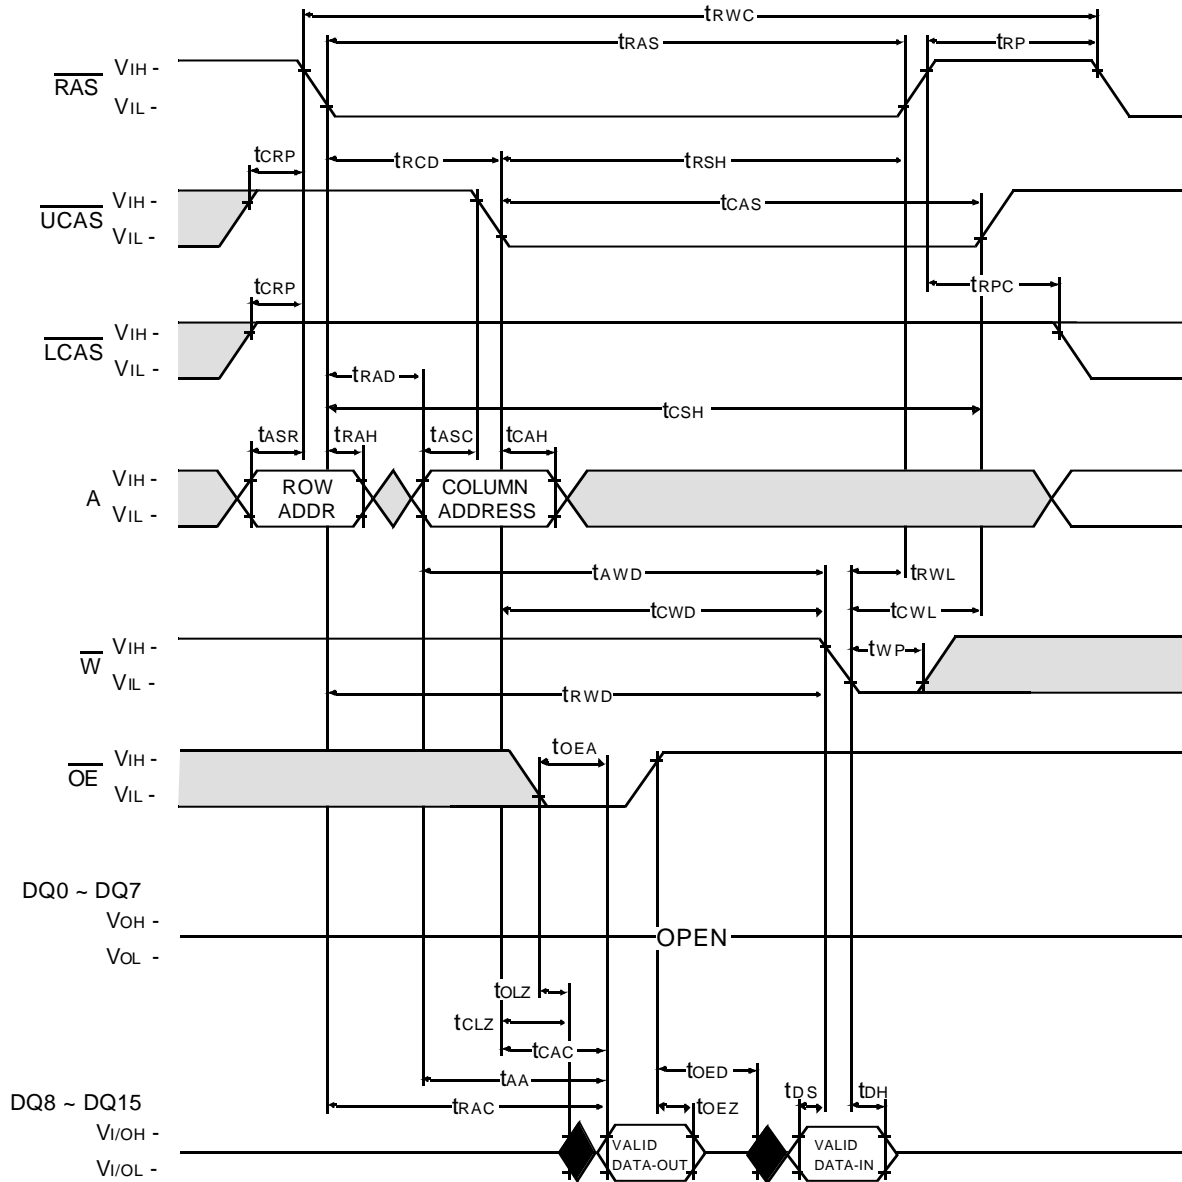 tRWC
tRAS
tRP
RAS
VIH -
VIL -
tCRP
tRCD
tRSH
UCAS
VIH -
VIL -
tCAS
tCRP
tRPC
LCAS
VIH -
VIL -
tRAD
tCSH
tASR
tRAH
tASC
tCAH
A
VIH -
VIL -
ROW
ADDR
COLUMN
ADDRESS
tAWD
tRWL
tCWD
tCWL
W
VIH -
VIL -
tWP
tRWD
OE
VIH -
VIL -
tOEA
DQ0 ~ DQ7
VOH -
VOL -
OPEN
tOLZ
tCLZ
tCAC
tAA
tOED
DQ8 ~ DQ15
tRAC
tOEZ
tDS
tDH
VI/OH -
VI/OL -
VALID
DATA-OUT
VALID
DATA-IN